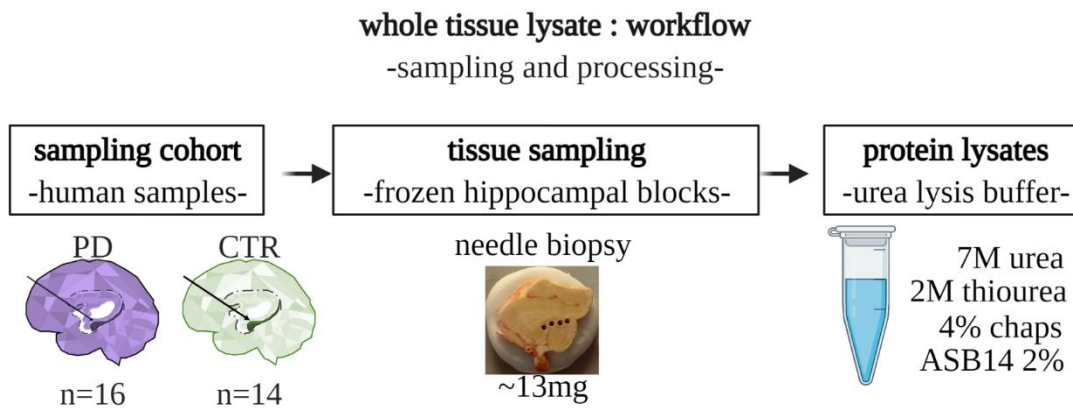 whole tissue lysate : workflow
-sampling and processing-
sampling cohort
-human samples-
PD
CTR
n=16
n=14
tissue sampling
-frozen hippocampal blocks-
needle biopsy
~13mg
protein lysates
-urea lysis buffer-
7M urea
2M thiourea
4% chaps
ASB14 2%